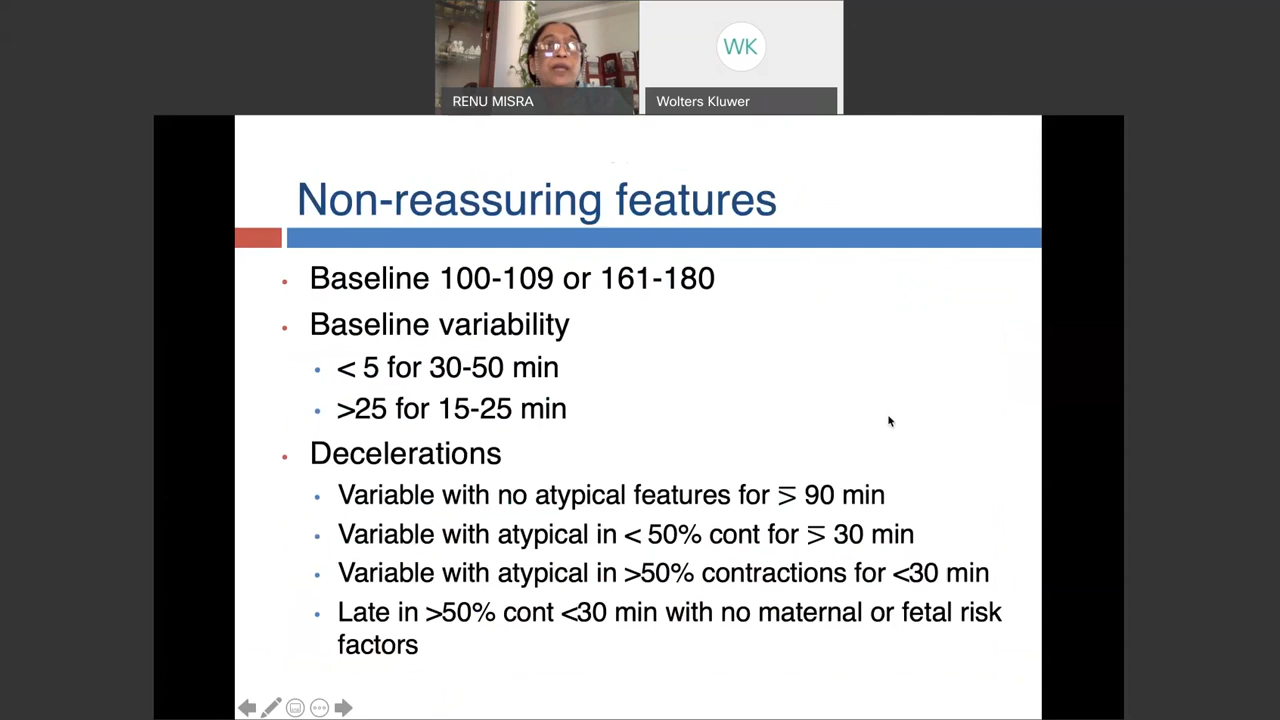 WK
RENU MISRA
Wolters Kluwer
Non-reassuring features
• Baseline 100-109 or 161-180
• Baseline variability
• < 5 for 30-50 min
• >25 for 15-25 min
• Decelerations
• Variable with no atypical features for ⋝ 90 min
• Variable with atypical in < 50% cont for ⋝ 30 min
• Variable with atypical in >50% contractions for <30 min
• Late in >50% cont <30 min with no maternal or fetal risk
factors